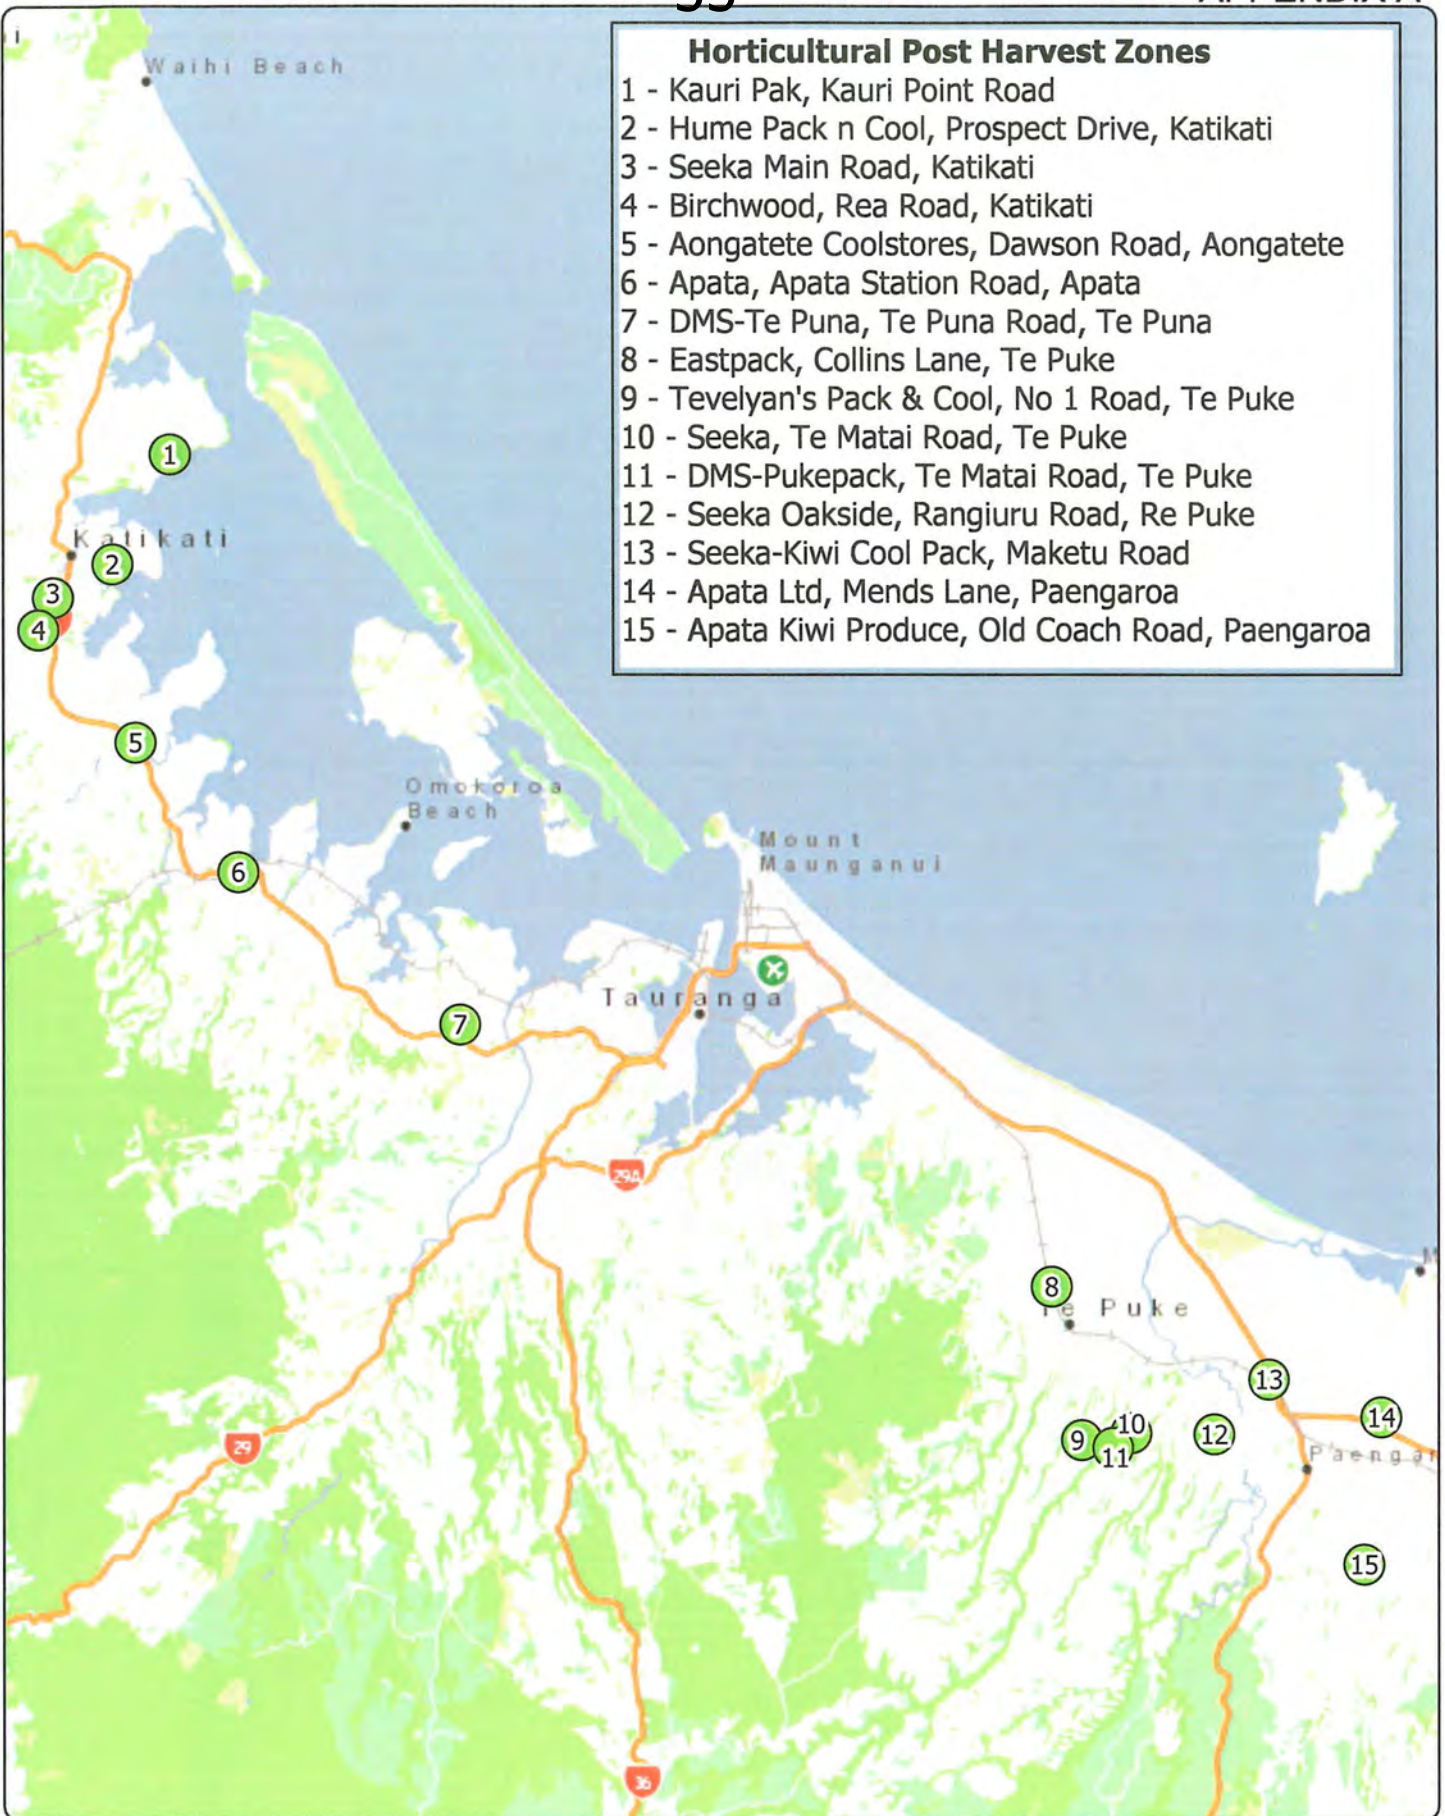 Horticultural Post Harvest Zones
1 - Kauri Pak, Kauri Point Road
2 - Hume Pack n Cool, Prospect Drive, Katikati
3 - Seeka Main Road, Katikati
4 - Birchwood, Rea Road, Katikati
5 - Aongatete Coolstores, Dawson Road, Aongatete
6 - Apata, Apata Station Road, Apata
7 - DMS-Te Puna, Te Puna Road, Te Puna
8 - Eastpack, Collins Lane, Te Puke
9 - Tevelyan's Pack & Cool, No 1 Road, Te Puke
10 - Seeka, Te Matai Road, Te Puke
11 - DMS-Pukepack, Te Matai Road, Te Puke
12 - Seeka Oakside, Rangiuru Road, Re Puke
13 - Seeka-Kiwi Cool Pack, Maketu Road
14 - Apata Ltd, Mends Lane, Paengaroa
15 - Apata Kiwi Produce, Old Coach Road, Paengaroa
Waihi Beach
1
Katikati
2
3
4
5
Omokoroa
Beach
Mount
Maunganui
6
Tauranga
7
29A
8
Te Puke
13
14
10
9
12
11
29
Paengar
15
36